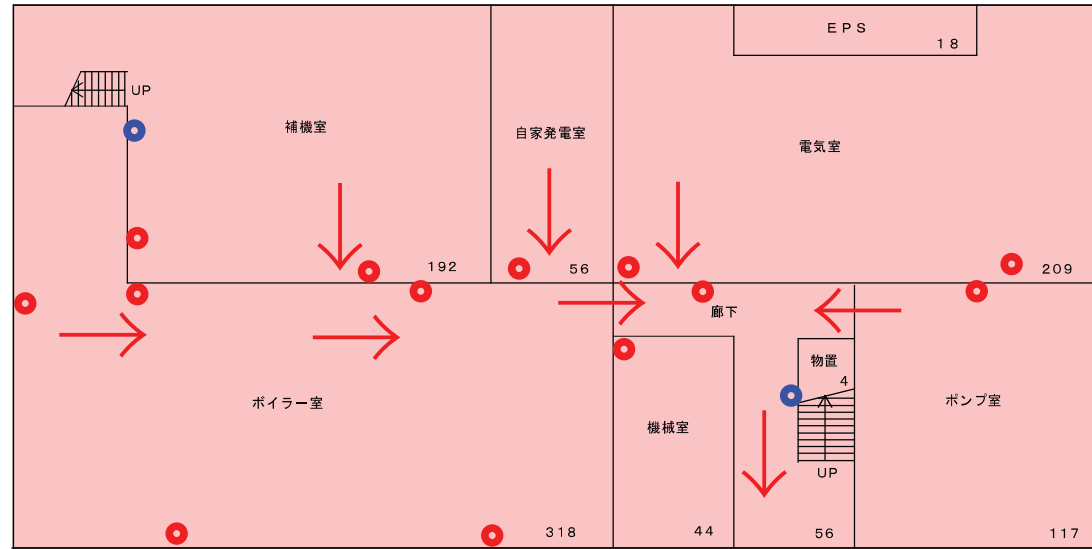 ＥＰＳ
18
UP
補機室
自家発電室
電気室
192
56
209
廊下
物置
4
ボイラー室
機械室
ポンプ室
UP
318
44
56
117